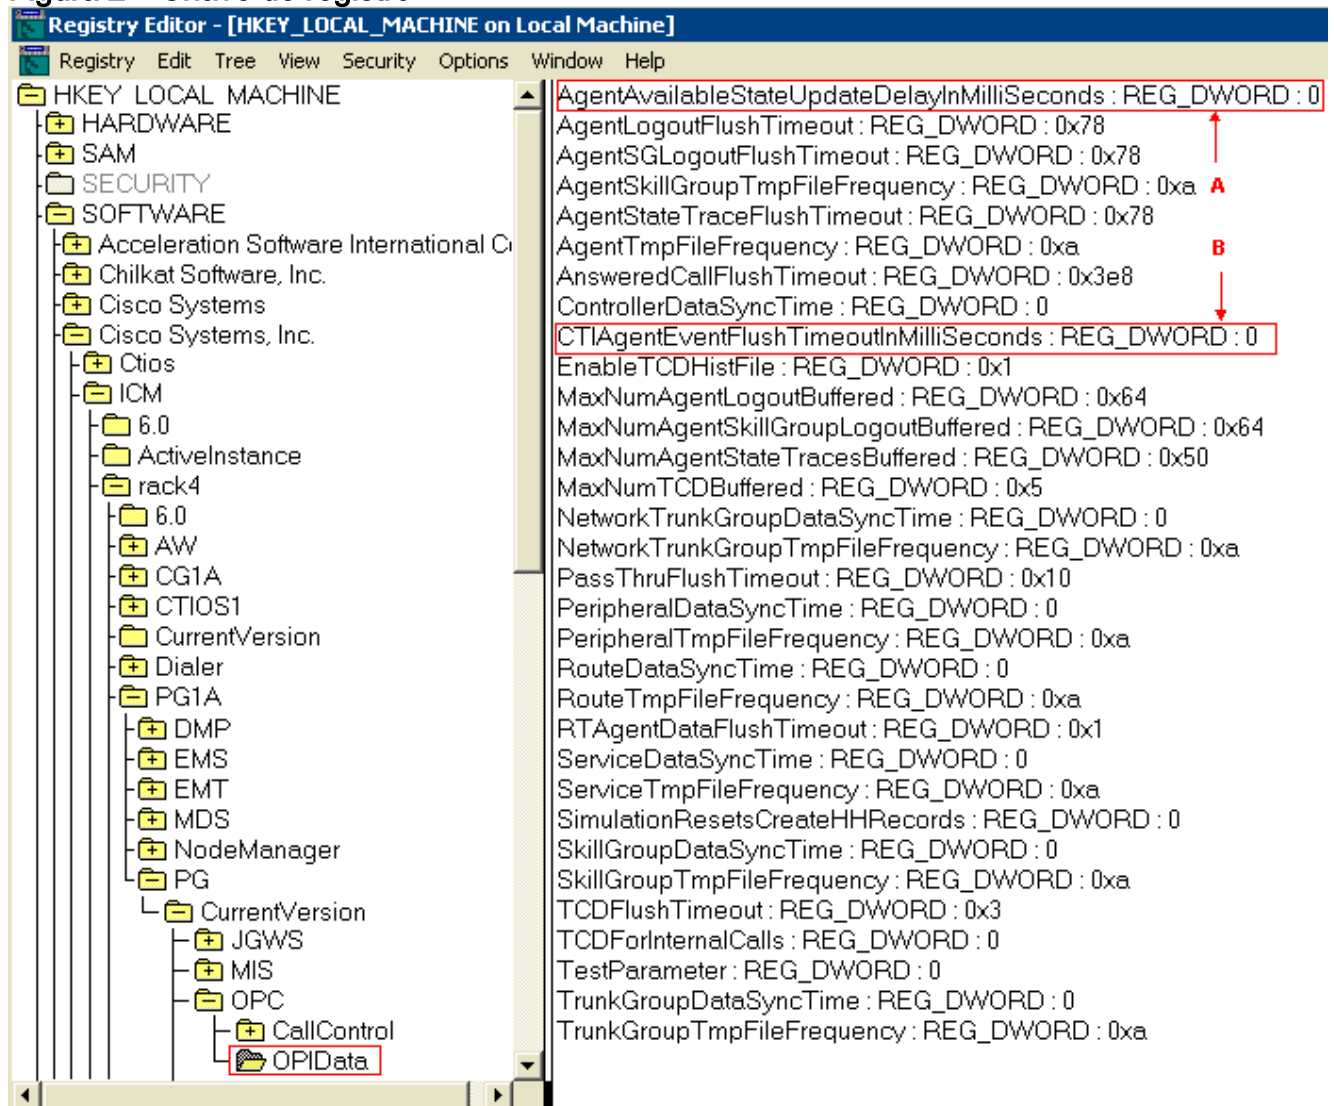 Registry Editor - [HKEY_LOCAL_MACHINE on Local Machine]
Registry Edit Tree View Security Options Window Help
HKEY_LOCAL_MACHINE
HARDWARE
SAM
SECURITY
SOFTWARE
Acceleration Software International Co
Chilkat Software, Inc.
Cisco Systems
Cisco Systems, Inc.
Ctios
ICM
6.0
ActiveInstance
rack4
6.0
AW
CG1A
CTIOS1
CurrentVersion
Dialer
PG1A
DMP
EMS
EMT
MDS
NodeManager
PG
CurrentVersion
JGWS
MIS
OPC
CallControl
OPIData
AgentAvailableStateUpdateDelayInMilliSeconds : REG_DWORD : 0
AgentLogoutFlushTimeout : REG_DWORD : 0x78
AgentSGLogoutFlushTimeout : REG_DWORD : 0x78
AgentSkillGroupTmpFileFrequency : REG_DWORD : 0xa
A
AgentStateTraceFlushTimeout : REG_DWORD : 0x78
AgentTmpFileFrequency : REG_DWORD : 0xa
B
AnsweredCallFlushTimeout : REG_DWORD : 0x3e8
ControllerDataSyncTime : REG_DWORD : 0
CTIAgentEventFlushTimeoutInMilliSeconds : REG_DWORD : 0
EnableTCDHistFile : REG_DWORD : 0x1
MaxNumAgentLogoutBuffered : REG_DWORD : 0x64
MaxNumAgentSkillGroupLogoutBuffered : REG_DWORD : 0x64
MaxNumAgentStateTracesBuffered : REG_DWORD : 0x50
MaxNumTCDBuffered : REG_DWORD : 0x5
NetworkTrunkGroupDataSyncTime : REG_DWORD : 0
NetworkTrunkGroupTmpFileFrequency : REG_DWORD : 0xa
PassThruFlushTimeout : REG_DWORD : 0x10
PeripheralDataSyncTime : REG_DWORD : 0
PeripheralTmpFileFrequency : REG_DWORD : 0xa
RouteDataSyncTime : REG_DWORD : 0
RouteTmpFileFrequency : REG_DWORD : 0xa
RTAgentDataFlushTimeout : REG_DWORD : 0x1
ServiceDataSyncTime : REG_DWORD : 0
ServiceTmpFileFrequency : REG_DWORD : 0xa
SimulationResetsCreateHHRecords : REG_DWORD : 0
SkillGroupDataSyncTime : REG_DWORD : 0
SkillGroupTmpFileFrequency : REG_DWORD : 0xa
TCDFlushTimeout : REG_DWORD : 0x3
TCDForInternalCalls : REG_DWORD : 0
TestParameter : REG_DWORD : 0
TrunkGroupDataSyncTime : REG_DWORD : 0
TrunkGroupTmpFileFrequency : REG_DWORD : 0xa